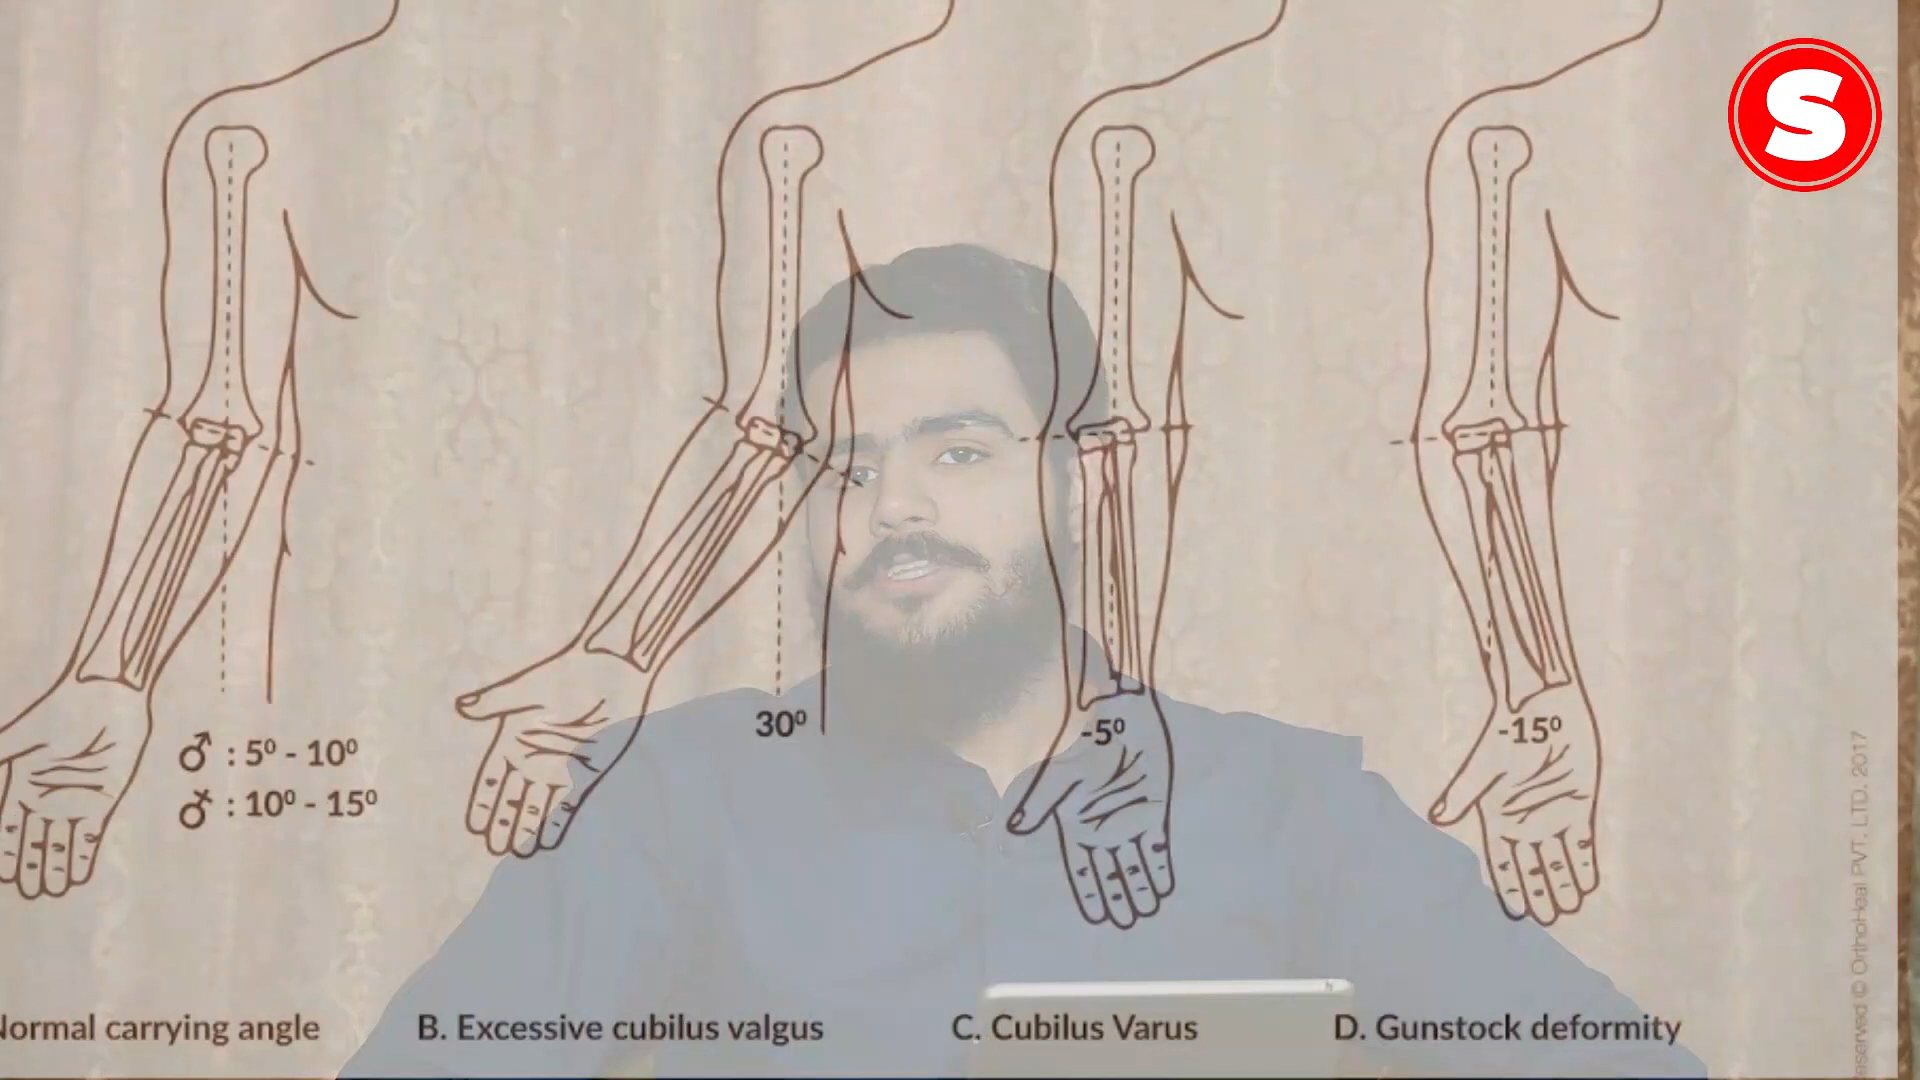 S
♂ : 5⁰ - 10⁰
♂ : 10⁰ - 15⁰
30⁰
-5⁰
-15⁰
Normal carrying angle
B. Excessive cubilus valgus
C. Cubilus Varus
D. Gunstock deformity
eserved © OrthoHeal PVT. LTD. 2017